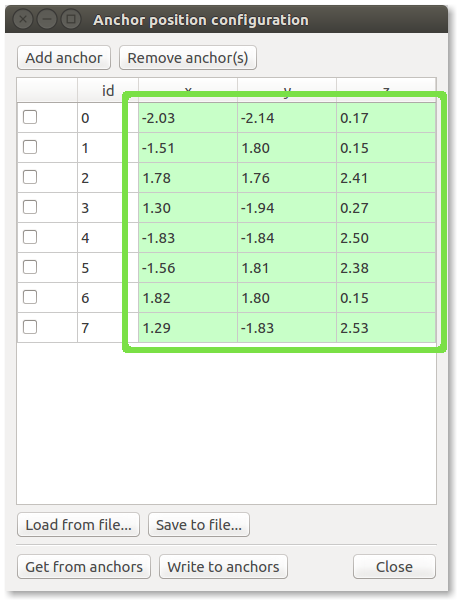 Anchor position configuration
Add anchor Remove anchor(s)
id x y z
0 -2.03 -2.14 0.17
1 -1.51 1.80 0.15
2 1.78 1.76 2.41
3 1.30 -1.94 0.27
4 -1.83 -1.84 2.50
5 -1.56 1.81 2.38
6 1.82 1.80 0.15
7 1.29 -1.83 2.53
Load from file... Save to file...
Get from anchors Write to anchors Close